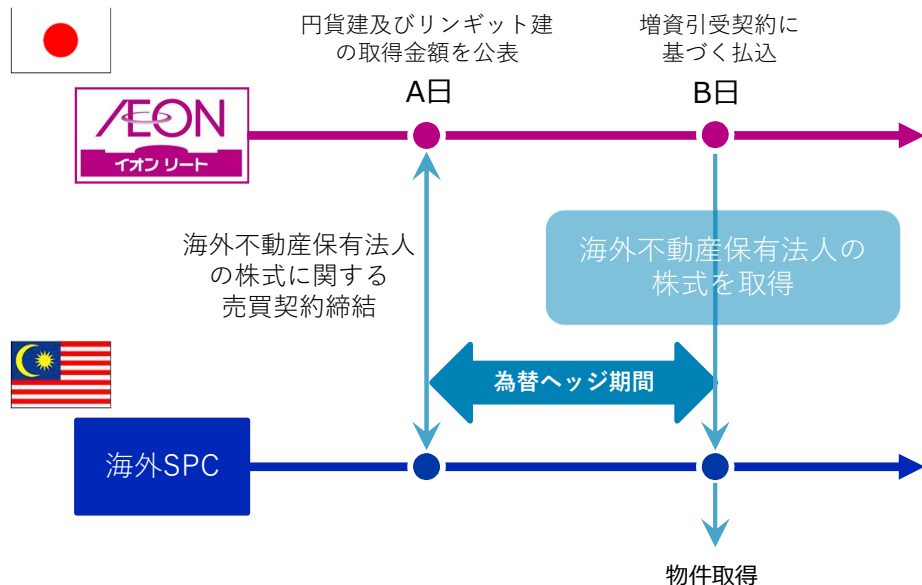 円貨建及びリンギット建
の取得金額を公表
増資引受契約に
基づく払込
A日
B日
ÆON
イオン リート
海外不動産保有法人
の株式に関する
売買契約締結
海外不動産保有法人の
株式を取得
為替ヘッジ期間
海外SPC
物件取得